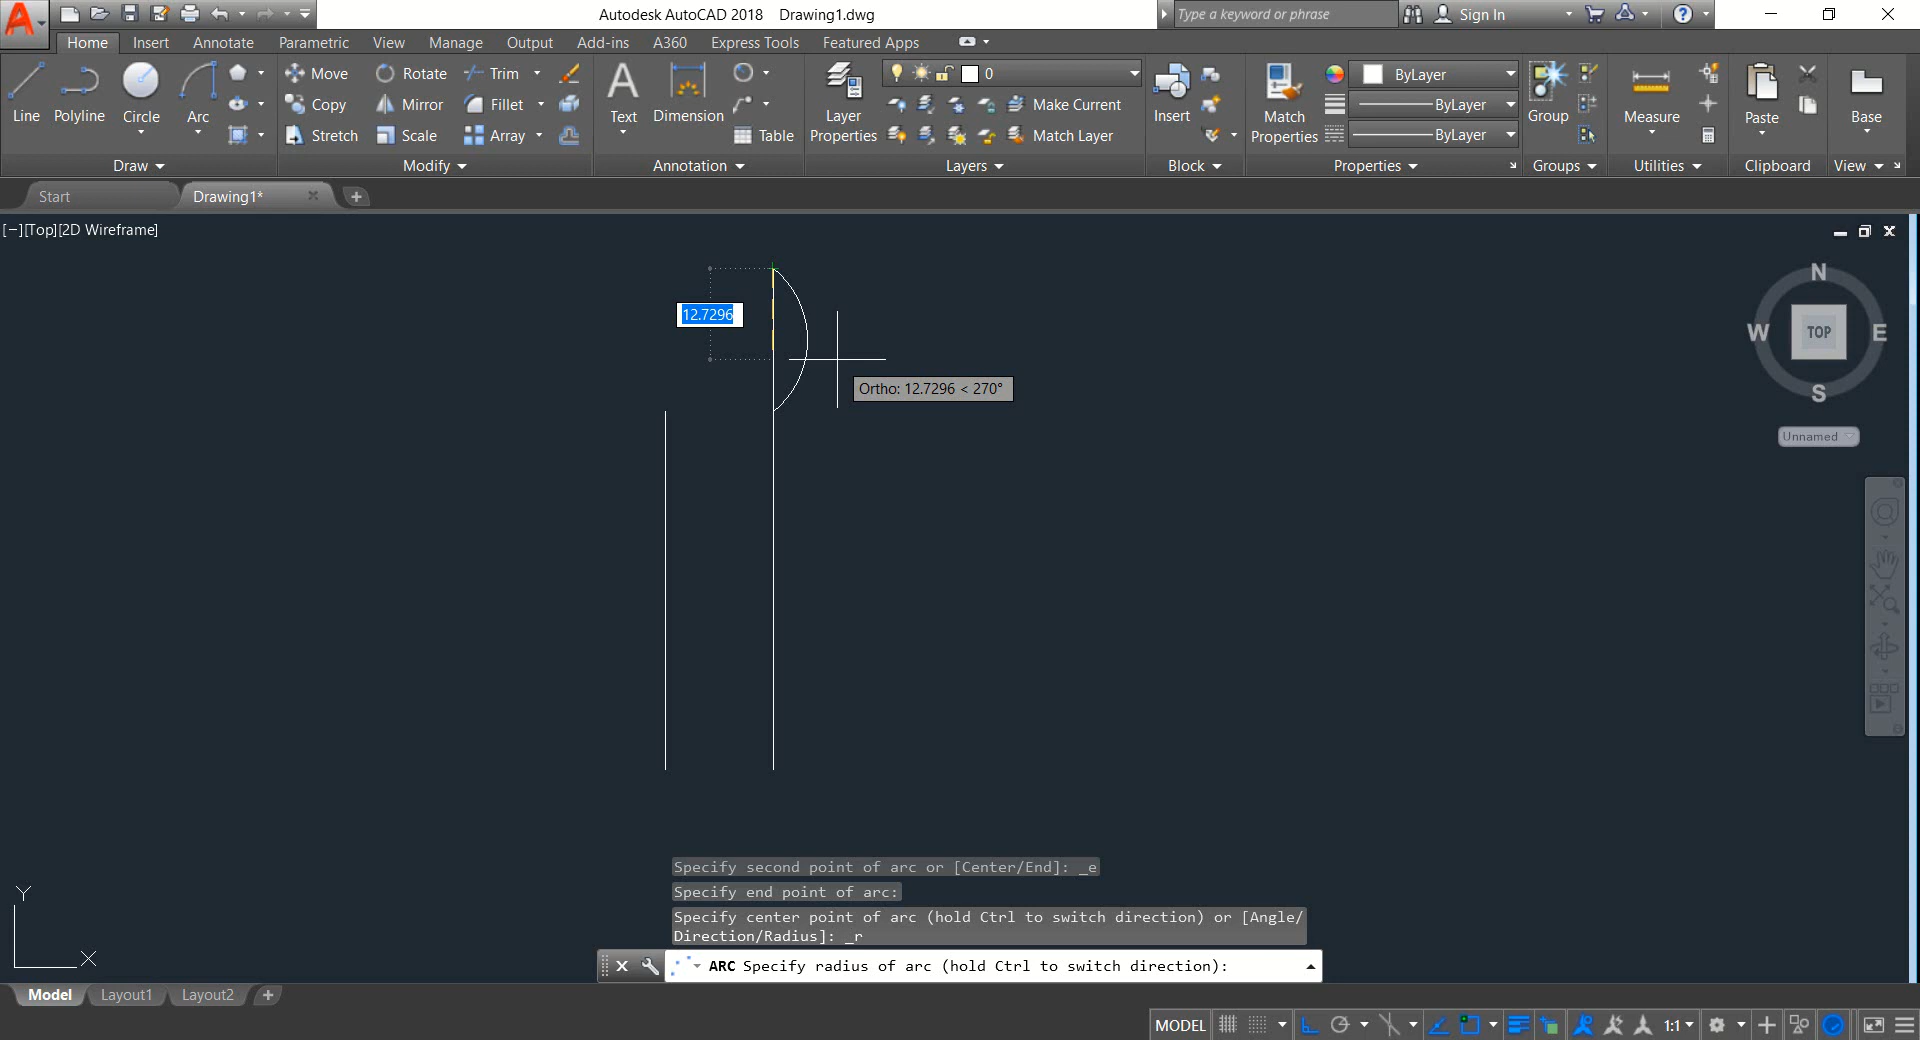 Autodesk AutoCAD 2018 Drawing1.dwg
Type a keyword or phrase
Sign In
Home Insert Annotate Parametric View Manage Output Add-ins A360 Express Tools Featured Apps
Line Polyline Circle Arc
Move Rotate Trim
Copy Mirror Fillet
Stretch Scale Array
Text Dimension Table
Layer Properties
0
Make Current
Match Layer
Insert
Match Properties
ByLayer
ByLayer
ByLayer
Group
Measure
Paste
Base
Draw Modify Annotation Layers Block Properties Groups Utilities Clipboard View
Start Drawing1*
[−][Top][2D Wireframe]
N
W TOP E
S
Unnamed
12.7296
Ortho: 12.7296 < 270°
Y
X
Specify second point of arc or [Center/End]: _e
Specify end point of arc:
Specify center point of arc (hold Ctrl to switch direction) or [Angle/
Direction/Radius]: _r
ARC Specify radius of arc (hold Ctrl to switch direction):
Model Layout1 Layout2
MODEL 1:1